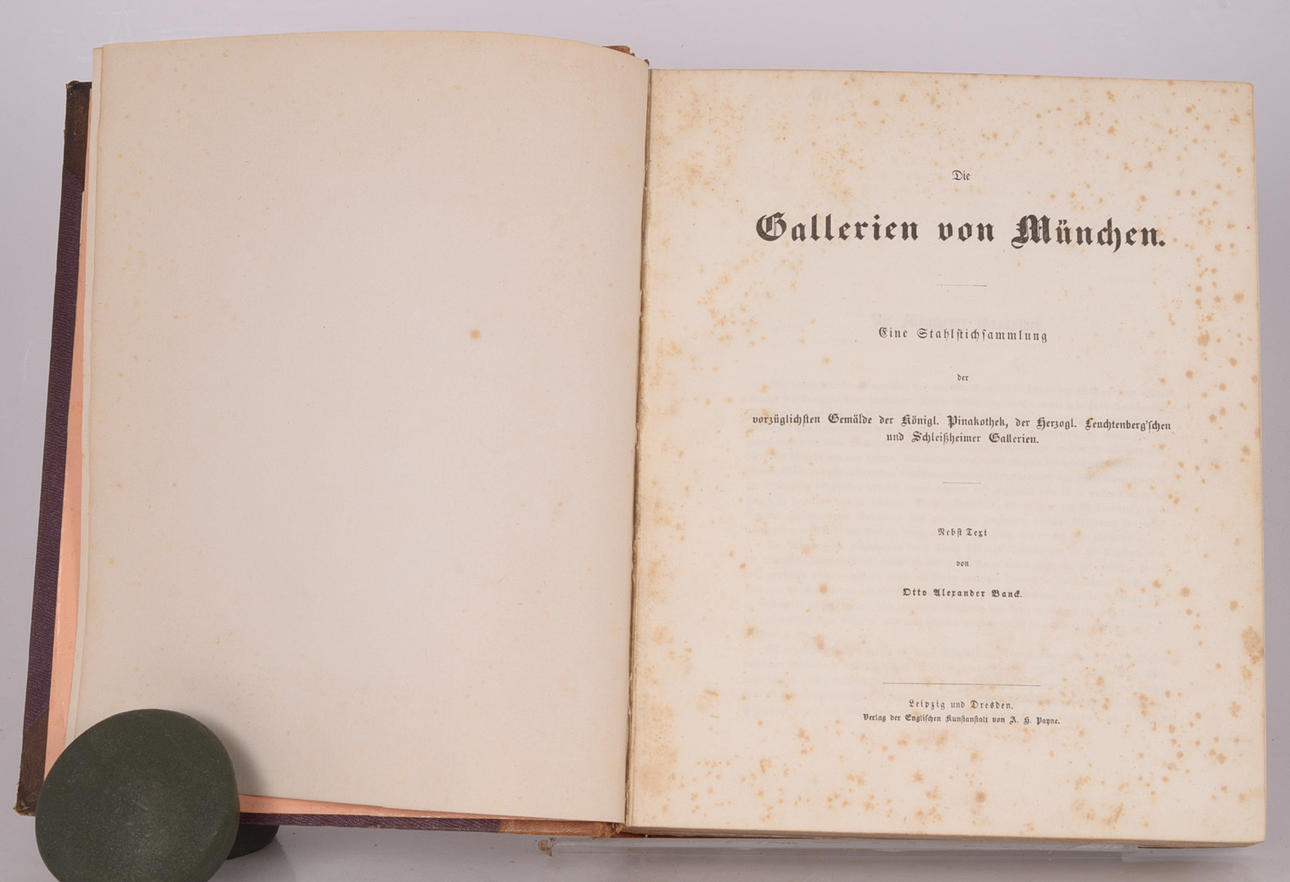 Die
Gallerien von München.
Eine Stahlstichsammlung
der
vorzüglichsten Gemälde der Königl. Pinakothek, der Herzogl. Leuchtenberg'schen
und Schleißheimer Gallerien.
Nebst Text
von
Otto Alexander Banck.
Leipzig und Dresden.
Verlag der Englischen Kunstanstalt von A. H. Payne.